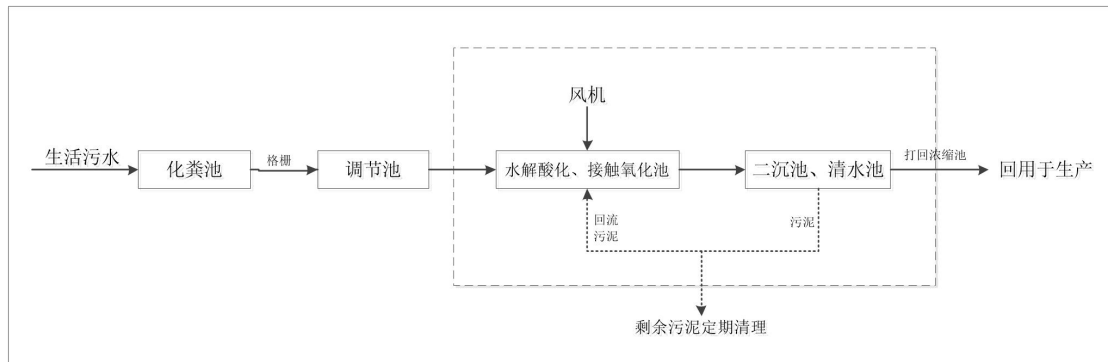 风机
生活污水
化粪池
格栅
调节池
水解酸化、接触氧化池
二沉池、清水池
打回浓缩池
回用于生产
回流
污泥
污泥
剩余污泥定期清理